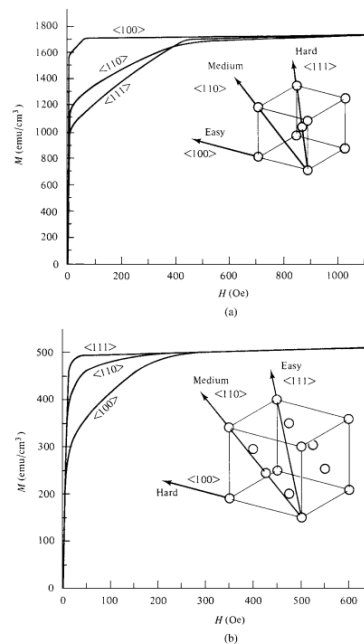 1800
1600
1400
1200
1000
800
600
400
200
0
M (emu/cm³)
<100>
<110>
<111>
Hard
<111>
Medium
<110>
Easy
<100>
0 200 400 600 800 1000
H (Oe)
(a)
500
400
300
200
100
0
M (emu/cm³)
<111>
<110>
<100>
Easy
<111>
Medium
<110>
<100>
Hard
0 100 200 300 400 500 600
H (Oe)
(b)